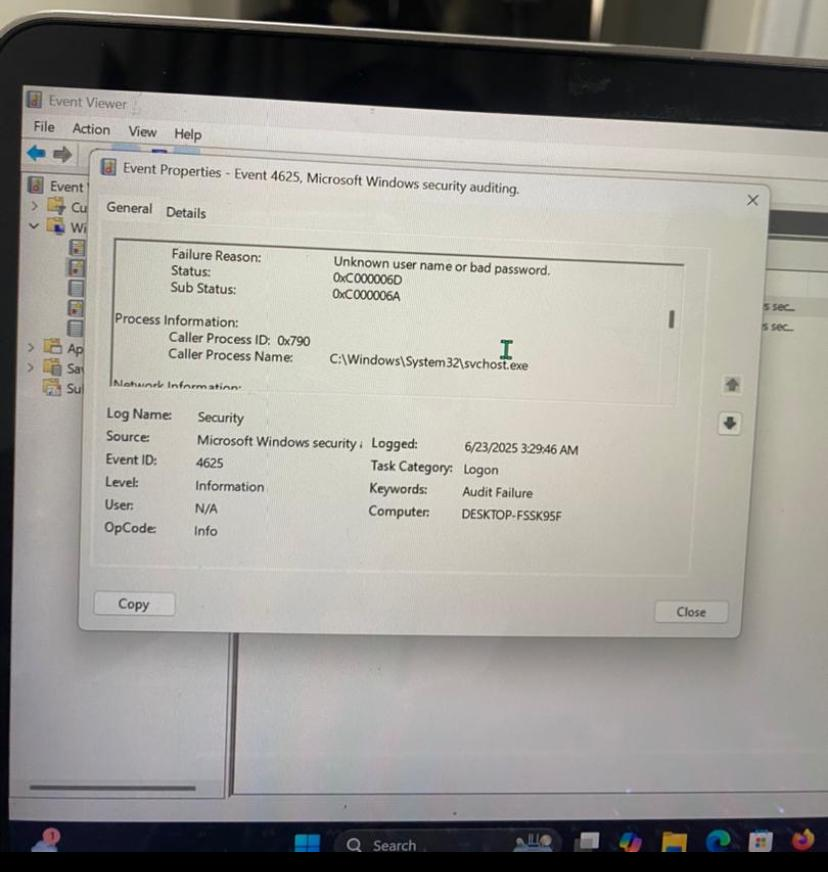 Event Viewer
File Action View Help
Event Properties - Event 4625, Microsoft Windows security auditing.
Event
Cu
Wi
Ap
Sa
Su
General Details
Failure Reason: Unknown user name or bad password.
Status: 0xC000006D
Sub Status: 0xC000006A
Process Information:
Caller Process ID: 0x790
Caller Process Name: C:\Windows\System32\svchost.exe
Network Information:
s sec...
s sec...
Log Name: Security
Source: Microsoft Windows security Logged: 6/23/2025 3:29:46 AM
Event ID: 4625 Task Category: Logon
Level: Information Keywords: Audit Failure
User: N/A Computer: DESKTOP-FSSK95F
OpCode: Info
Copy Close
1
Search